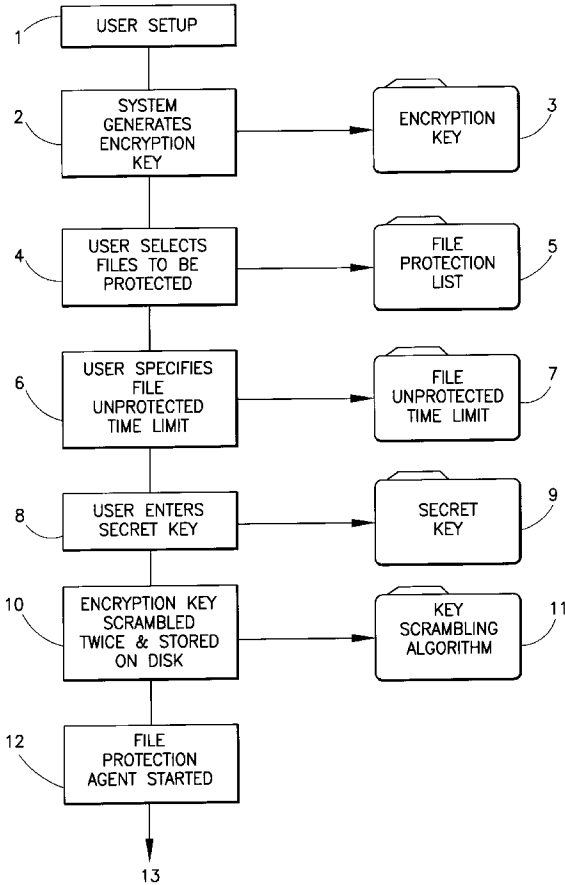 1
USER SETUP
2
SYSTEM
GENERATES
ENCRYPTION
KEY
ENCRYPTION
KEY
3
4
USER SELECTS
FILES TO BE
PROTECTED
FILE
PROTECTION
LIST
5
6
USER SPECIFIES
FILE
UNPROTECTED
TIME LIMIT
FILE
UNPROTECTED
TIME LIMIT
7
8
USER ENTERS
SECRET KEY
SECRET
KEY
9
10
ENCRYPTION KEY
SCRAMBLED
TWICE & STORED
ON DISK
KEY
SCRAMBLING
ALGORITHM
11
12
FILE
PROTECTION
AGENT STARTED
13